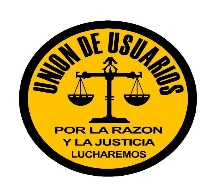 UNION DE USUARIOS
POR LA RAZON
Y LA JUSTICIA
LUCHAREMOS